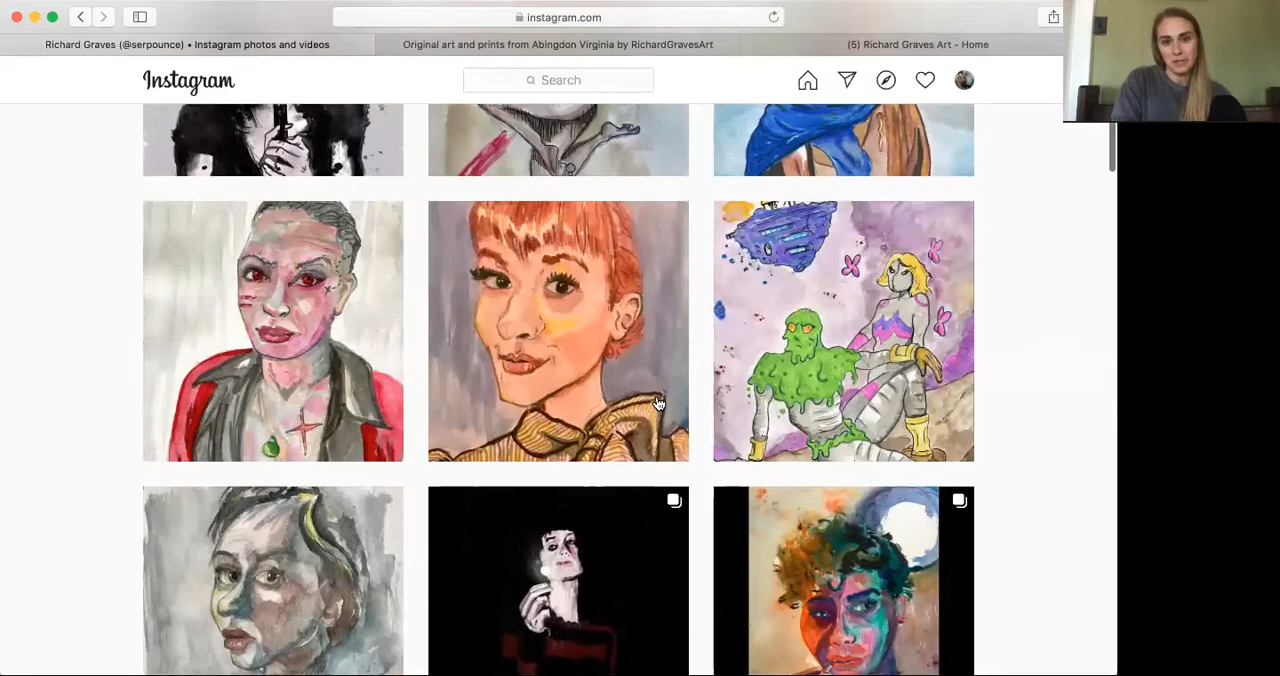 instagram.com
Richard Graves (@serpounce) • Instagram photos and videos
Original art and prints from Abingdon Virginia by RichardGravesArt
(5) Richard Graves Art - Home
Instagram
Search